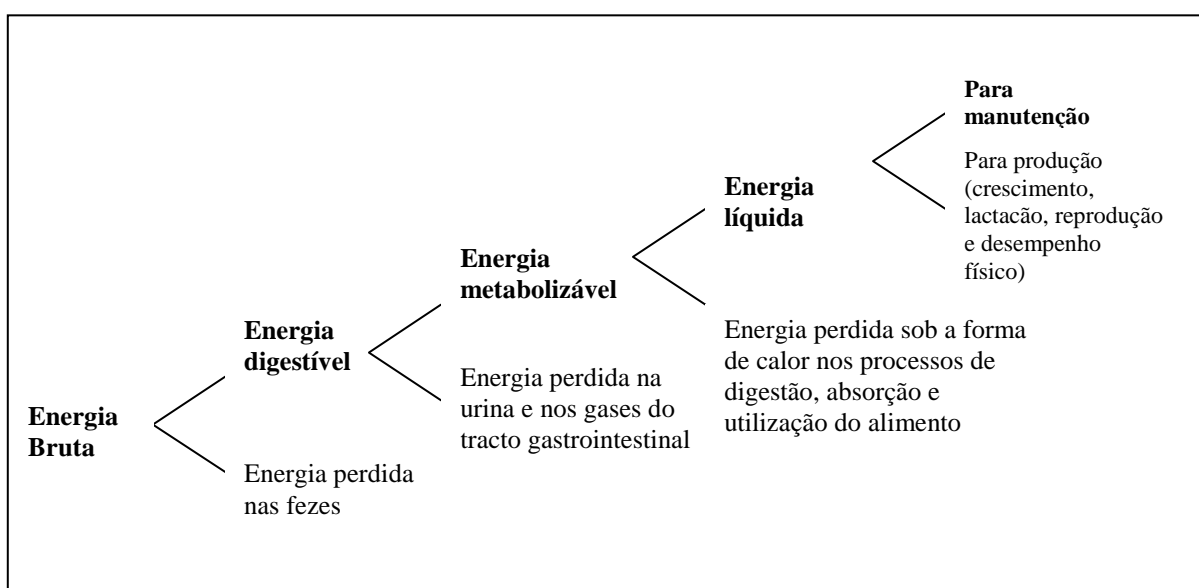 Para
manutenção
Para produção
(crescimento,
lactacão, reprodução
e desempenho
físico)
Energia
líquida
Energia
metabolizável
Energia perdida sob a forma
de calor nos processos de
digestão, absorção e
utilização do alimento
Energia
digestível
Energia perdida na
urina e nos gases do
tracto gastrointestinal
Energia
Bruta
Energia perdida
nas fezes